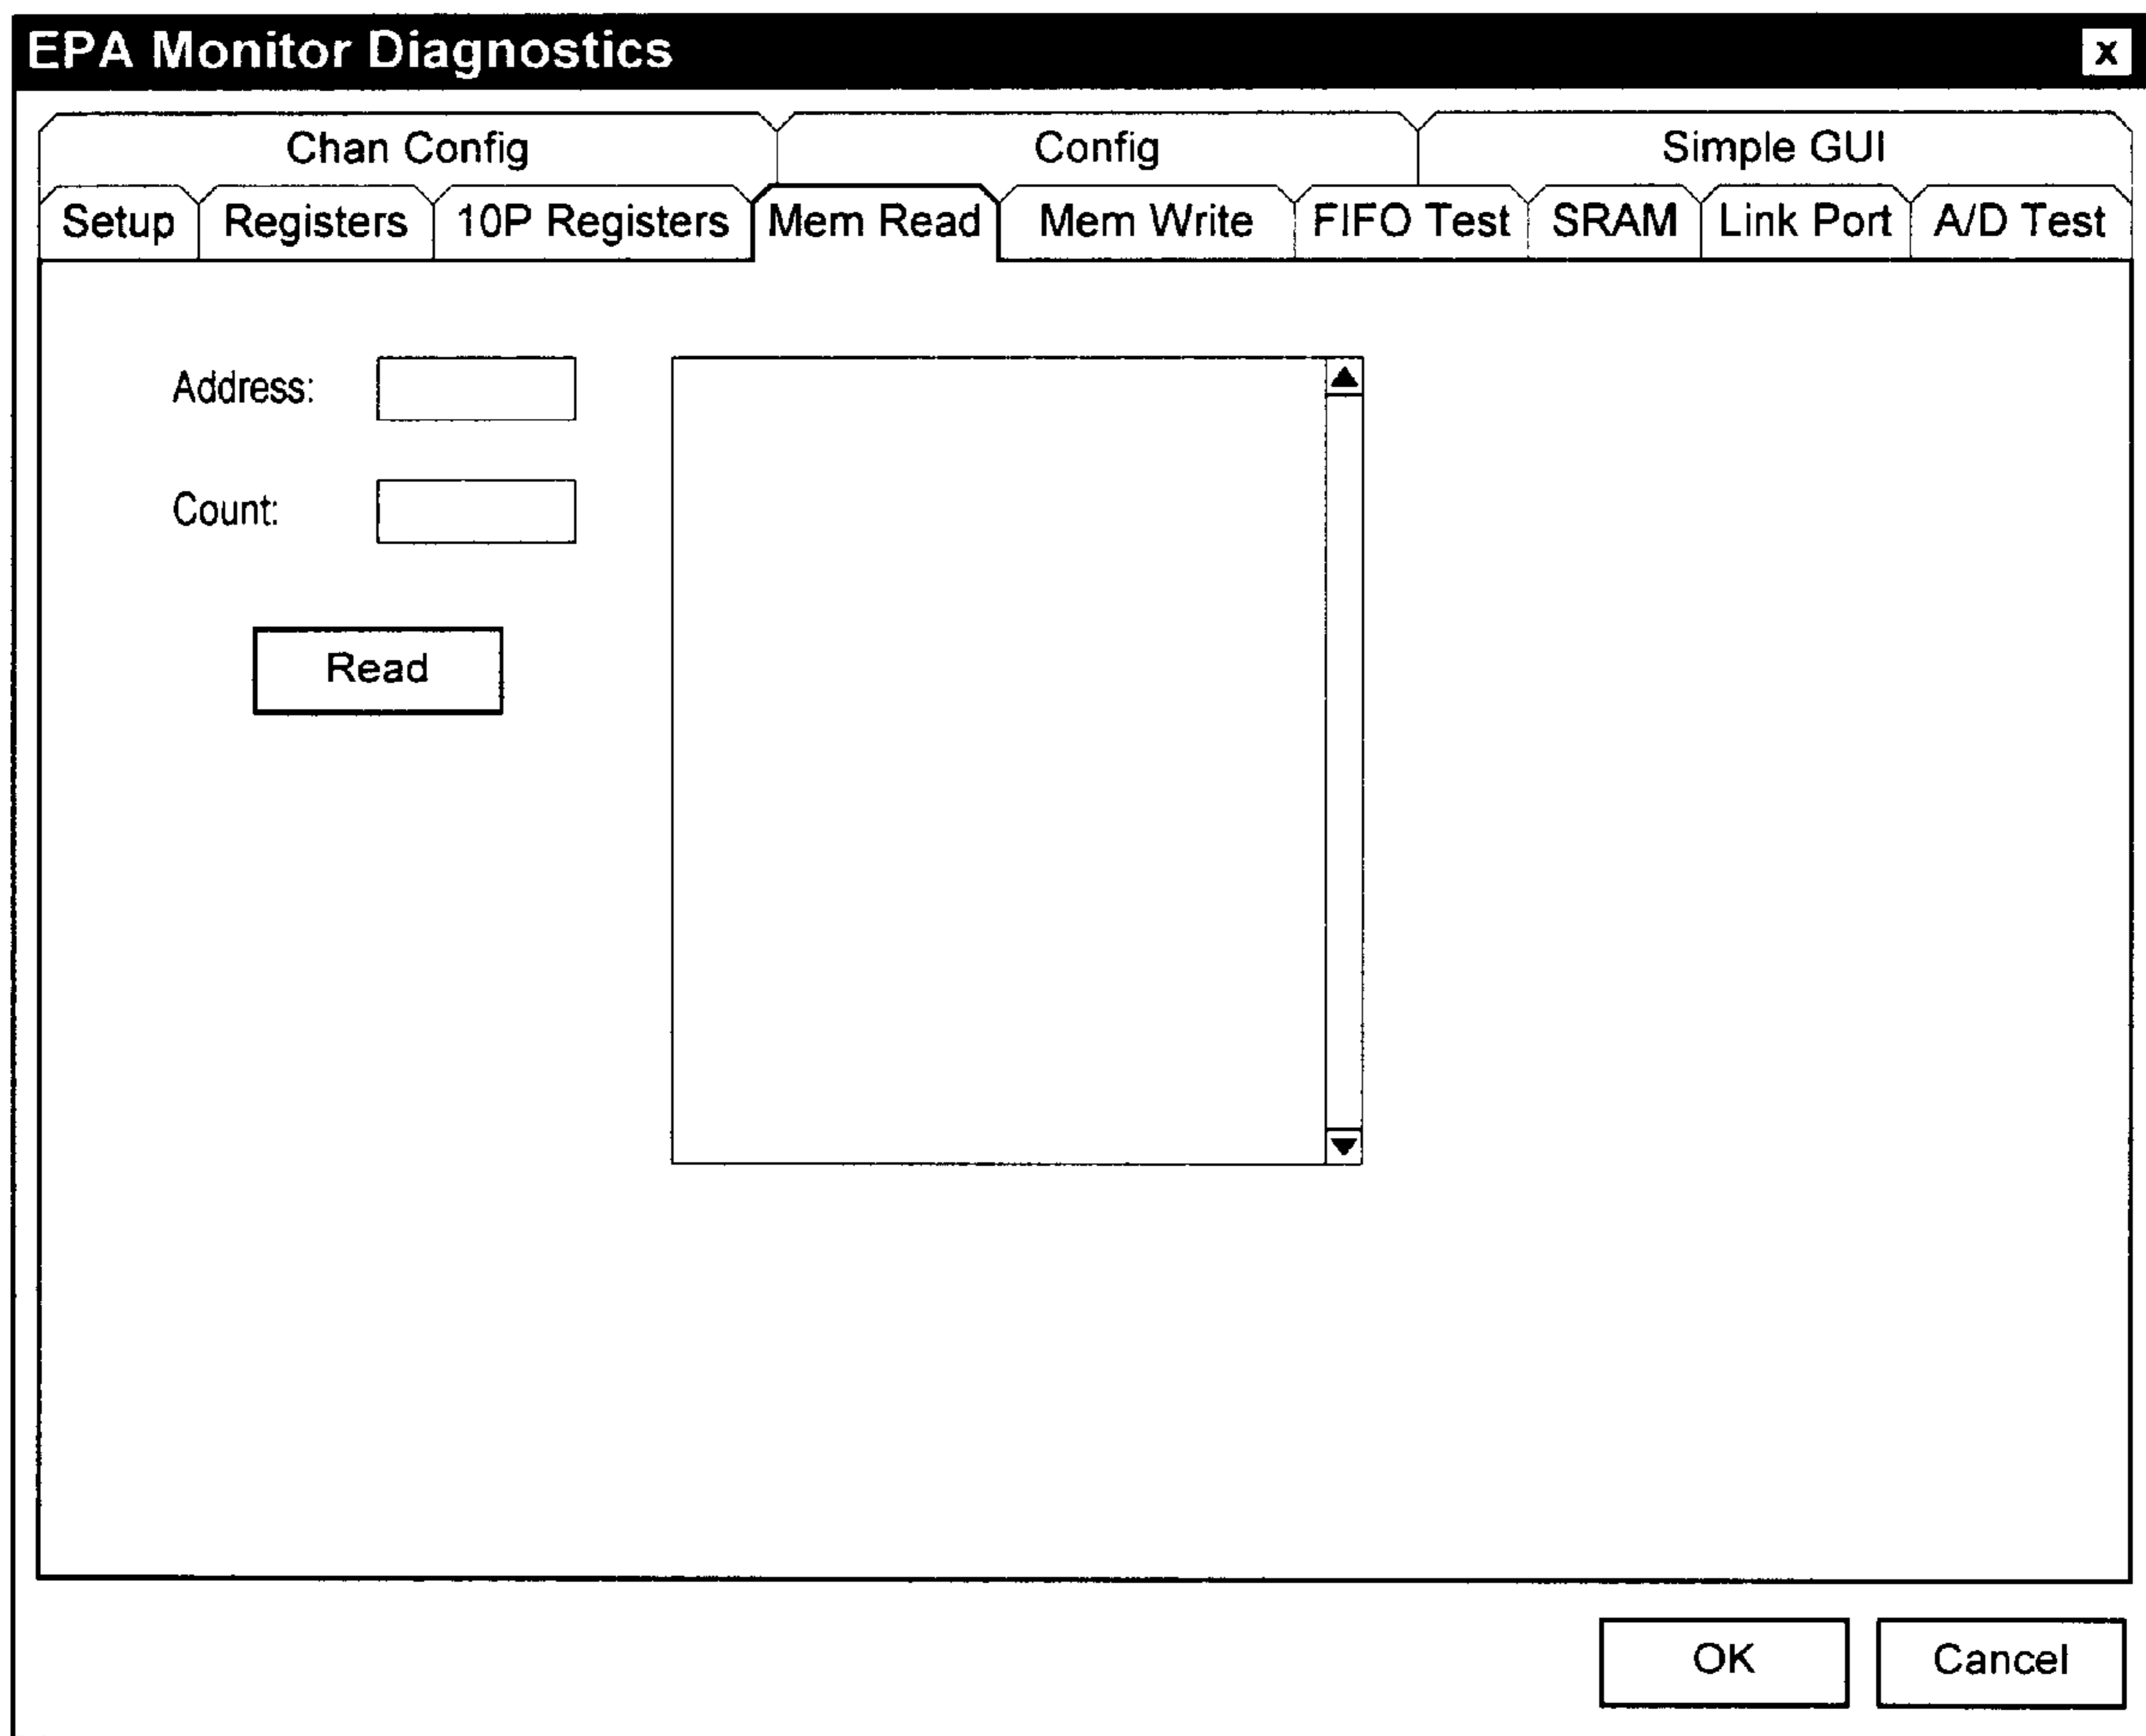 EPA Monitor Diagnostics x
Chan Config Config Simple GUI
Setup Registers 10P Registers Mem Read Mem Write FIFO Test SRAM Link Port A/D Test
Address:
Count:
Read
OK Cancel